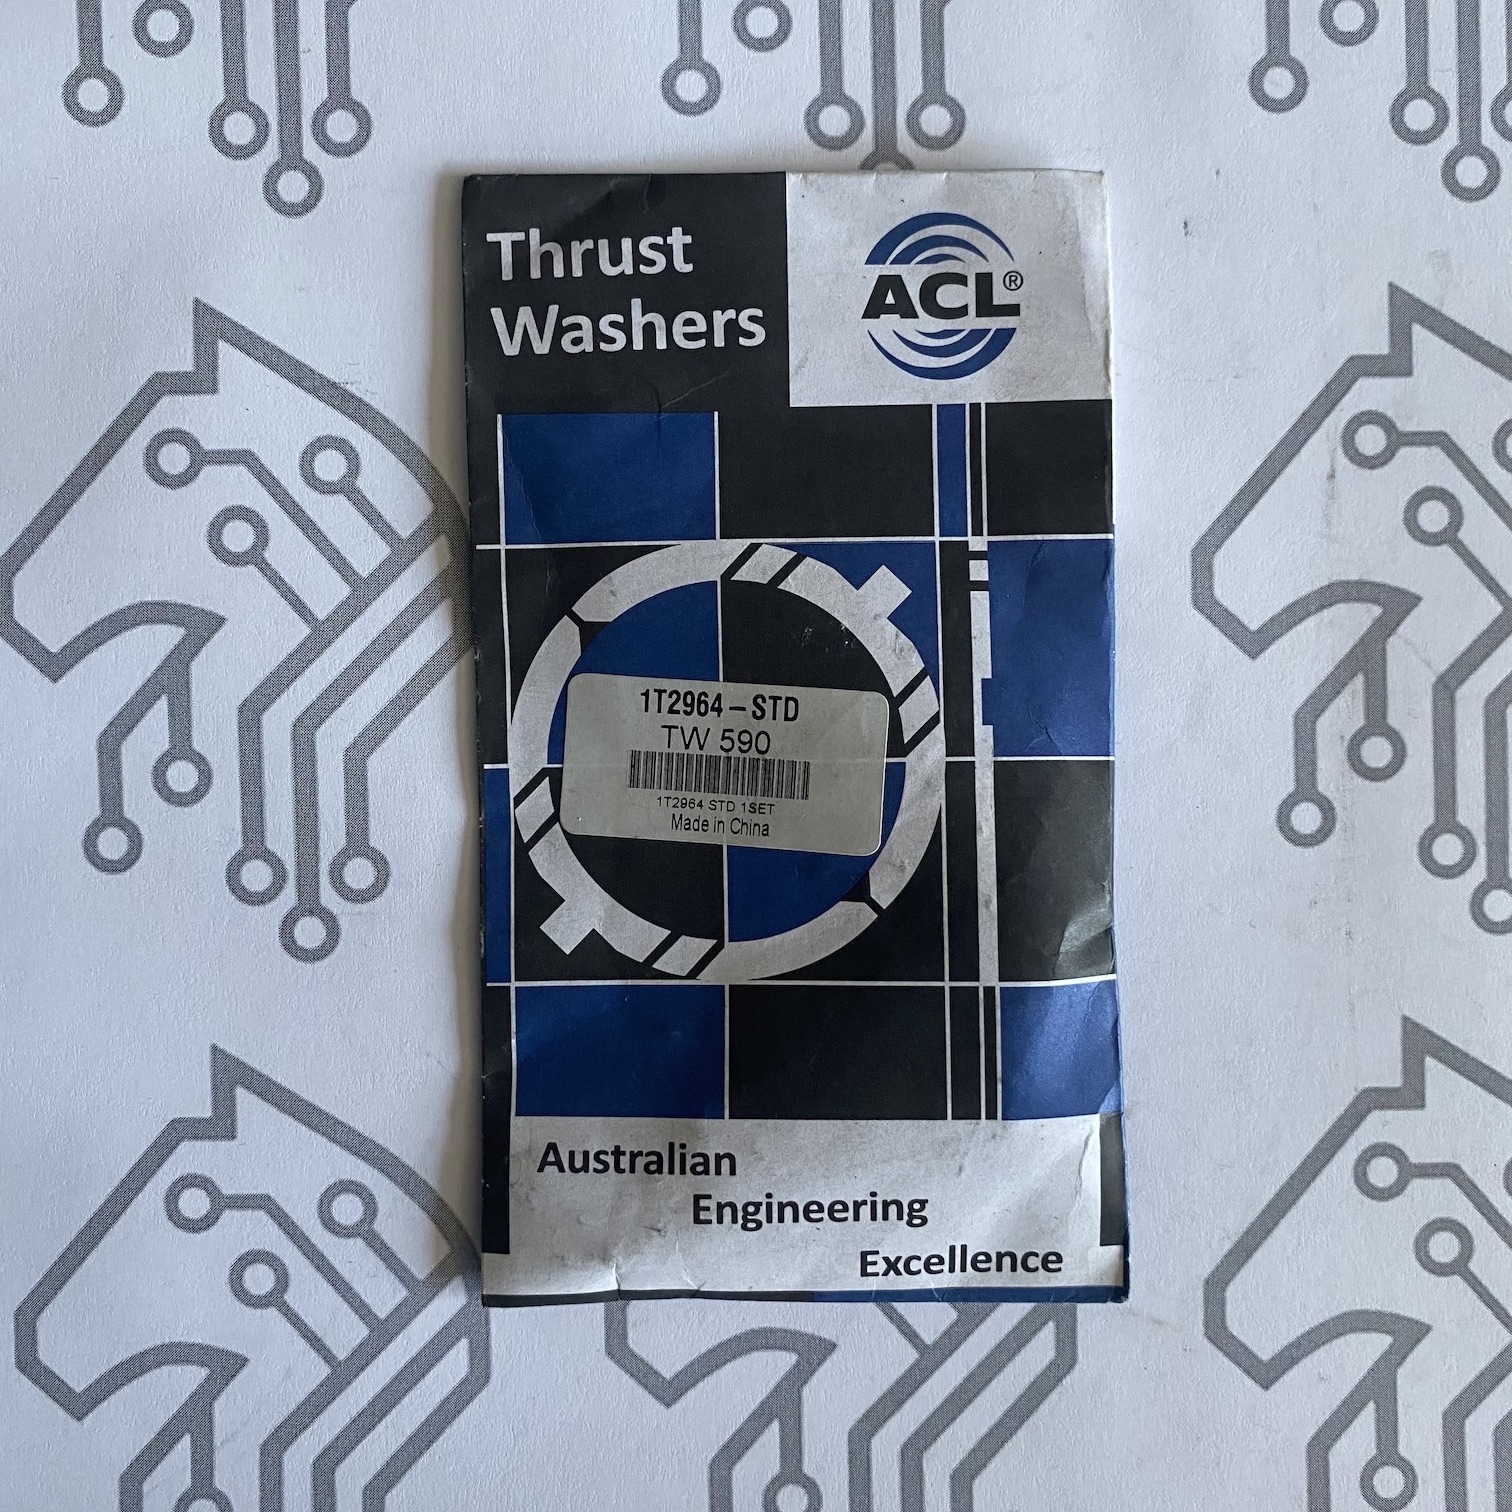 Thrust
Washers
ACL®
1T2964-STD
TW 590
1T2964 STD 1SET
Made in China
Australian
Engineering
Excellence